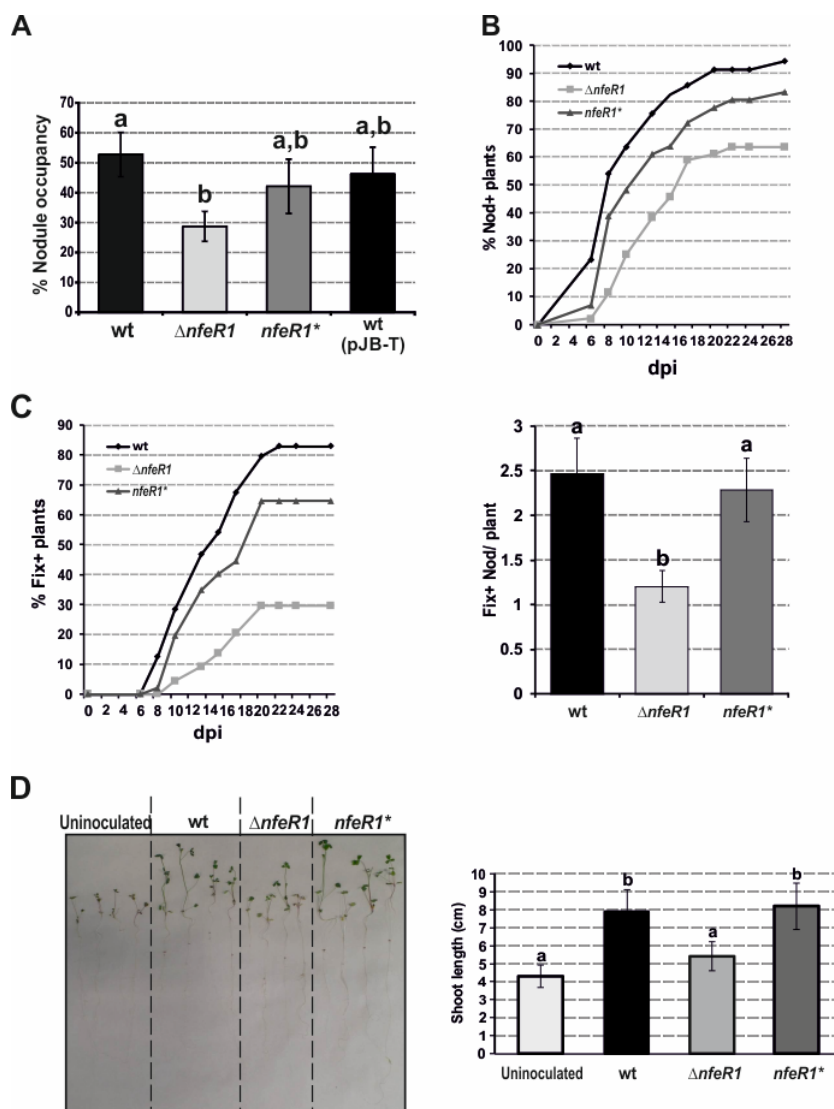 A
70
60
50
40
30
20
10
0
% Nodule occupancy
a
b
a,b
a,b
wt
ΔnfeR1
nfeR1*
wt
(pJB-T)
B
100
90
80
70
60
50
40
30
20
10
0
% Nod+ plants
wt
ΔnfeR1
nfeR1*
0 2 4 6 8 10 12 14 16 18 20 22 24 26 28
dpi
C
90
80
70
60
50
40
30
20
10
0
% Fix+ plants
wt
ΔnfeR1
nfeR1*
0 2 4 6 8 10 12 14 16 18 20 22 24 26 28
dpi
3
2.5
2
1.5
1
0.5
0
Fix+ Nod/ plant
a
b
a
wt
ΔnfeR1
nfeR1*
D
Uninoculated
wt
ΔnfeR1
nfeR1*
10
9
8
7
6
5
4
3
2
1
0
Shoot length (cm)
a
b
a
b
Uninoculated
wt
ΔnfeR1
nfeR1*